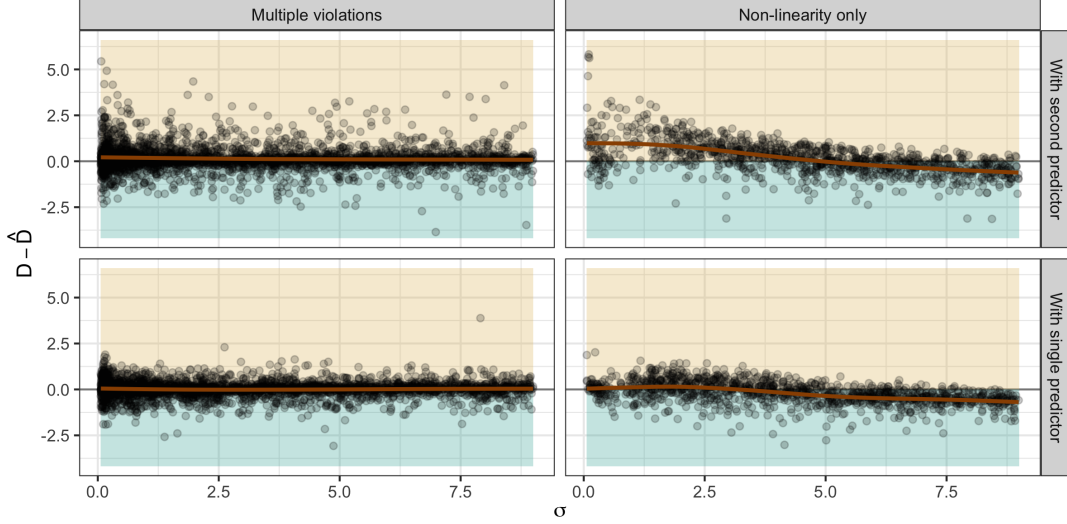 Multiple violations
Non-linearity only
5.0
2.5
0.0
-2.5
With second predictor
D − D̂
5.0
2.5
0.0
-2.5
With single predictor
0.0 2.5 5.0 7.5
0.0 2.5 5.0 7.5
σ